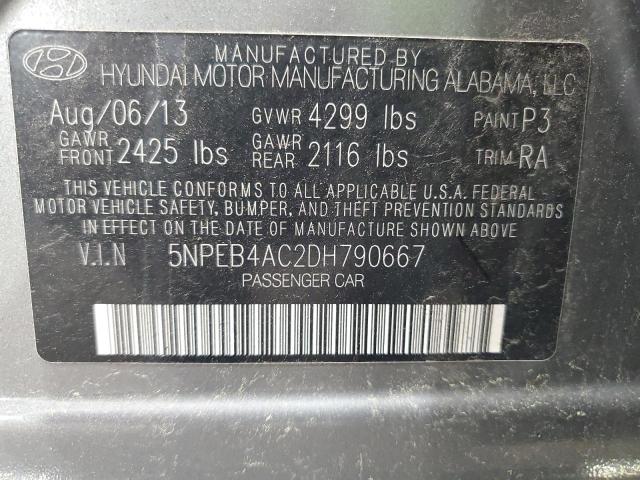 MANUFACTURED BY
HYUNDAI MOTOR MANUFACTURING ALABAMA, LLC
Aug/06/13 GVWR 4299 lbs PAINT P3
GAWR FRONT 2425 lbs GAWR REAR 2116 lbs TRIM RA
THIS VEHICLE CONFORMS TO ALL APPLICABLE U.S.A. FEDERAL
MOTOR VEHICLE SAFETY, BUMPER, AND THEFT PREVENTION STANDARDS
IN EFFECT ON THE DATE OF MANUFACTURE SHOWN ABOVE
V.I.N 5NPEB4AC2DH790667
PASSENGER CAR